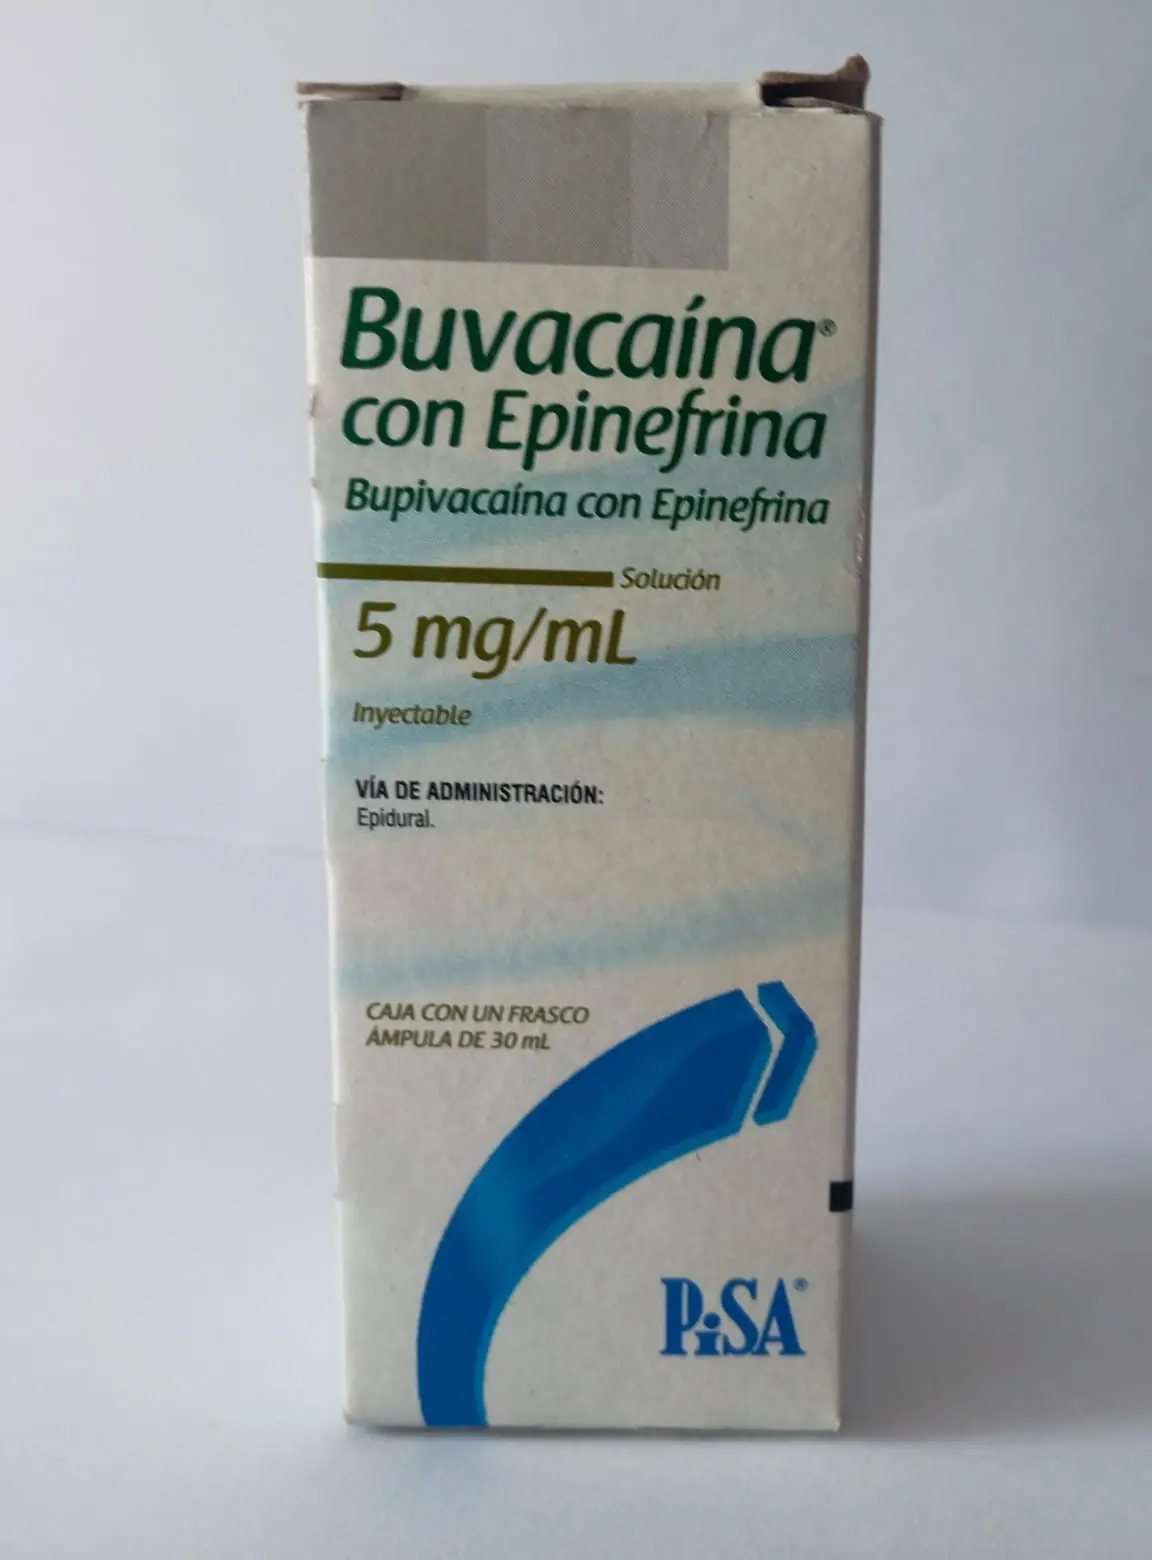 Buvacaína®
con Epinefrina
Bupivacaína con Epinefrina
Solución
5 mg/mL
Inyectable
VÍA DE ADMINISTRACIÓN:
Epidural.
CAJA CON UN FRASCO
ÁMPULA DE 30 mL
PiSA®